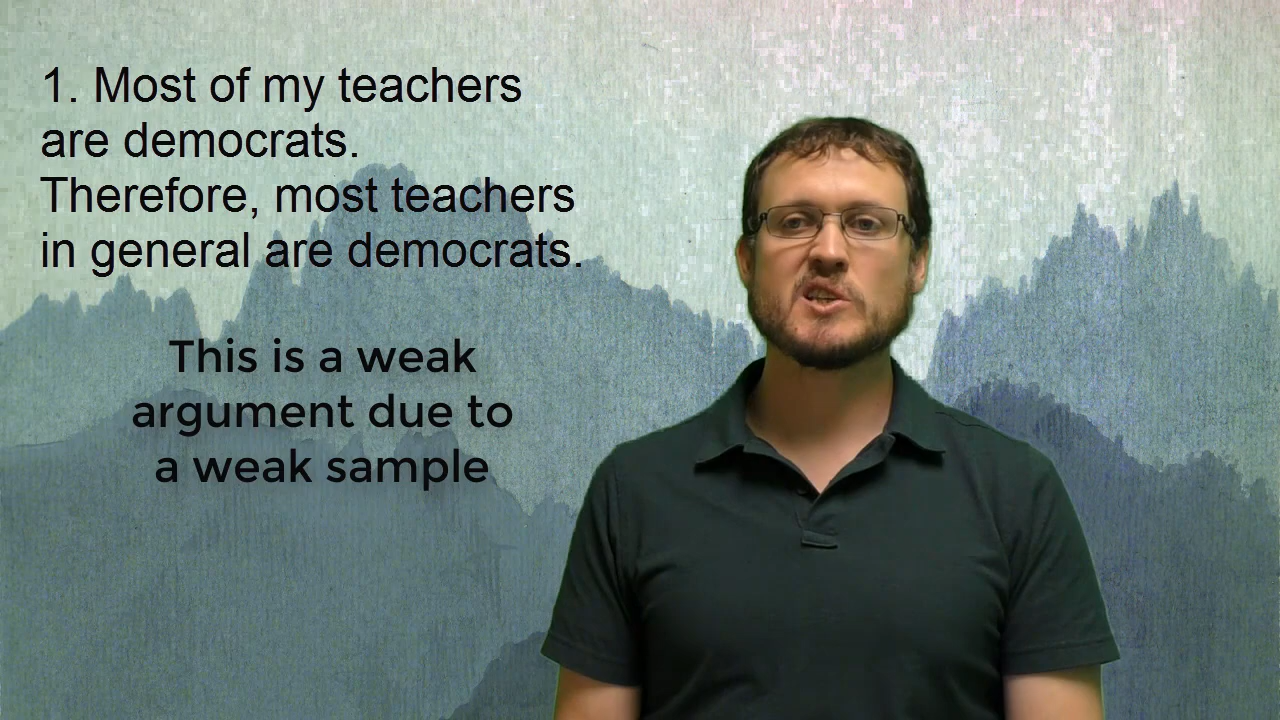 1. Most of my teachers
are democrats.
Therefore, most teachers
in general are democrats.
This is a weak
argument due to
a weak sample